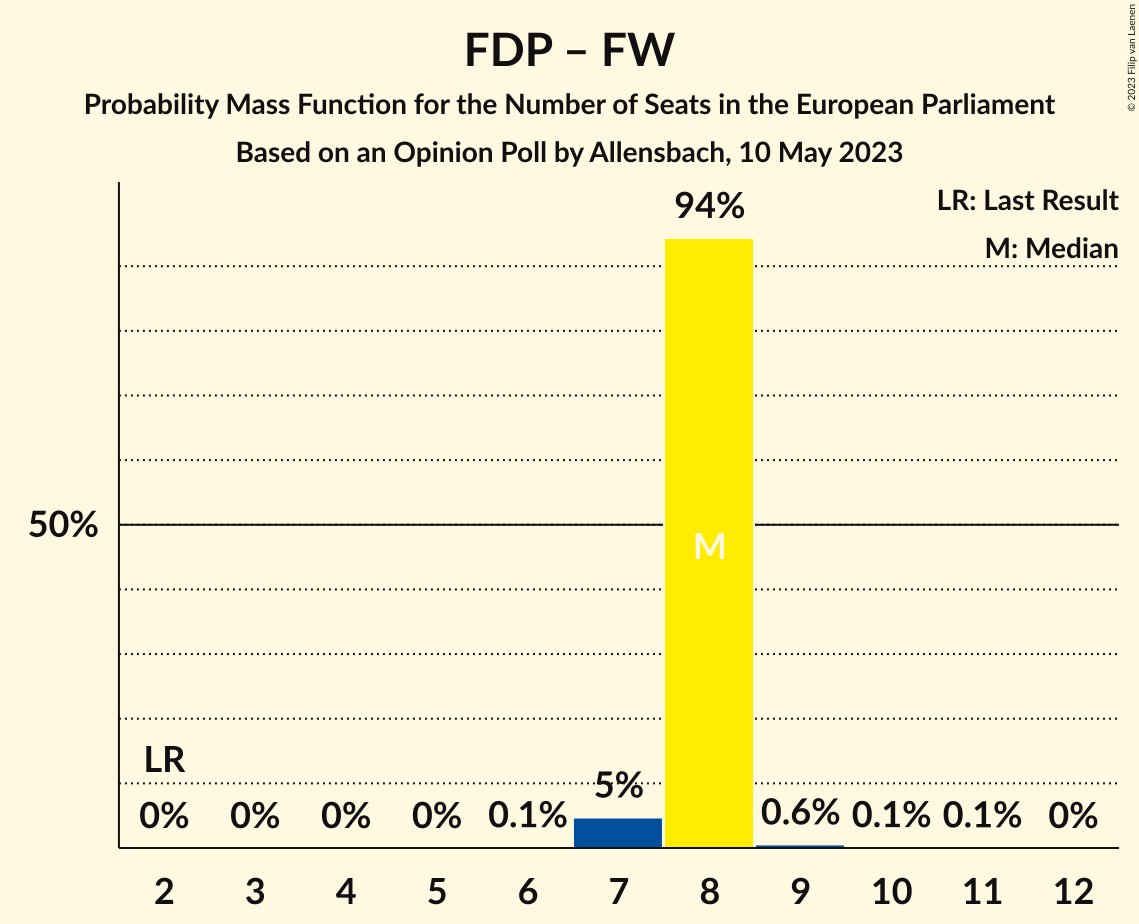 FDP – FW
Probability Mass Function for the Number of Seats in the European Parliament
Based on an Opinion Poll by Allensbach, 10 May 2023
© 2023 Filip van Laenen
LR: Last Result
M: Median
94%
50%
M
LR
0% 0% 0% 0% 0.1% 5% 0.6% 0.1% 0.1% 0%
2 3 4 5 6 7 8 9 10 11 12